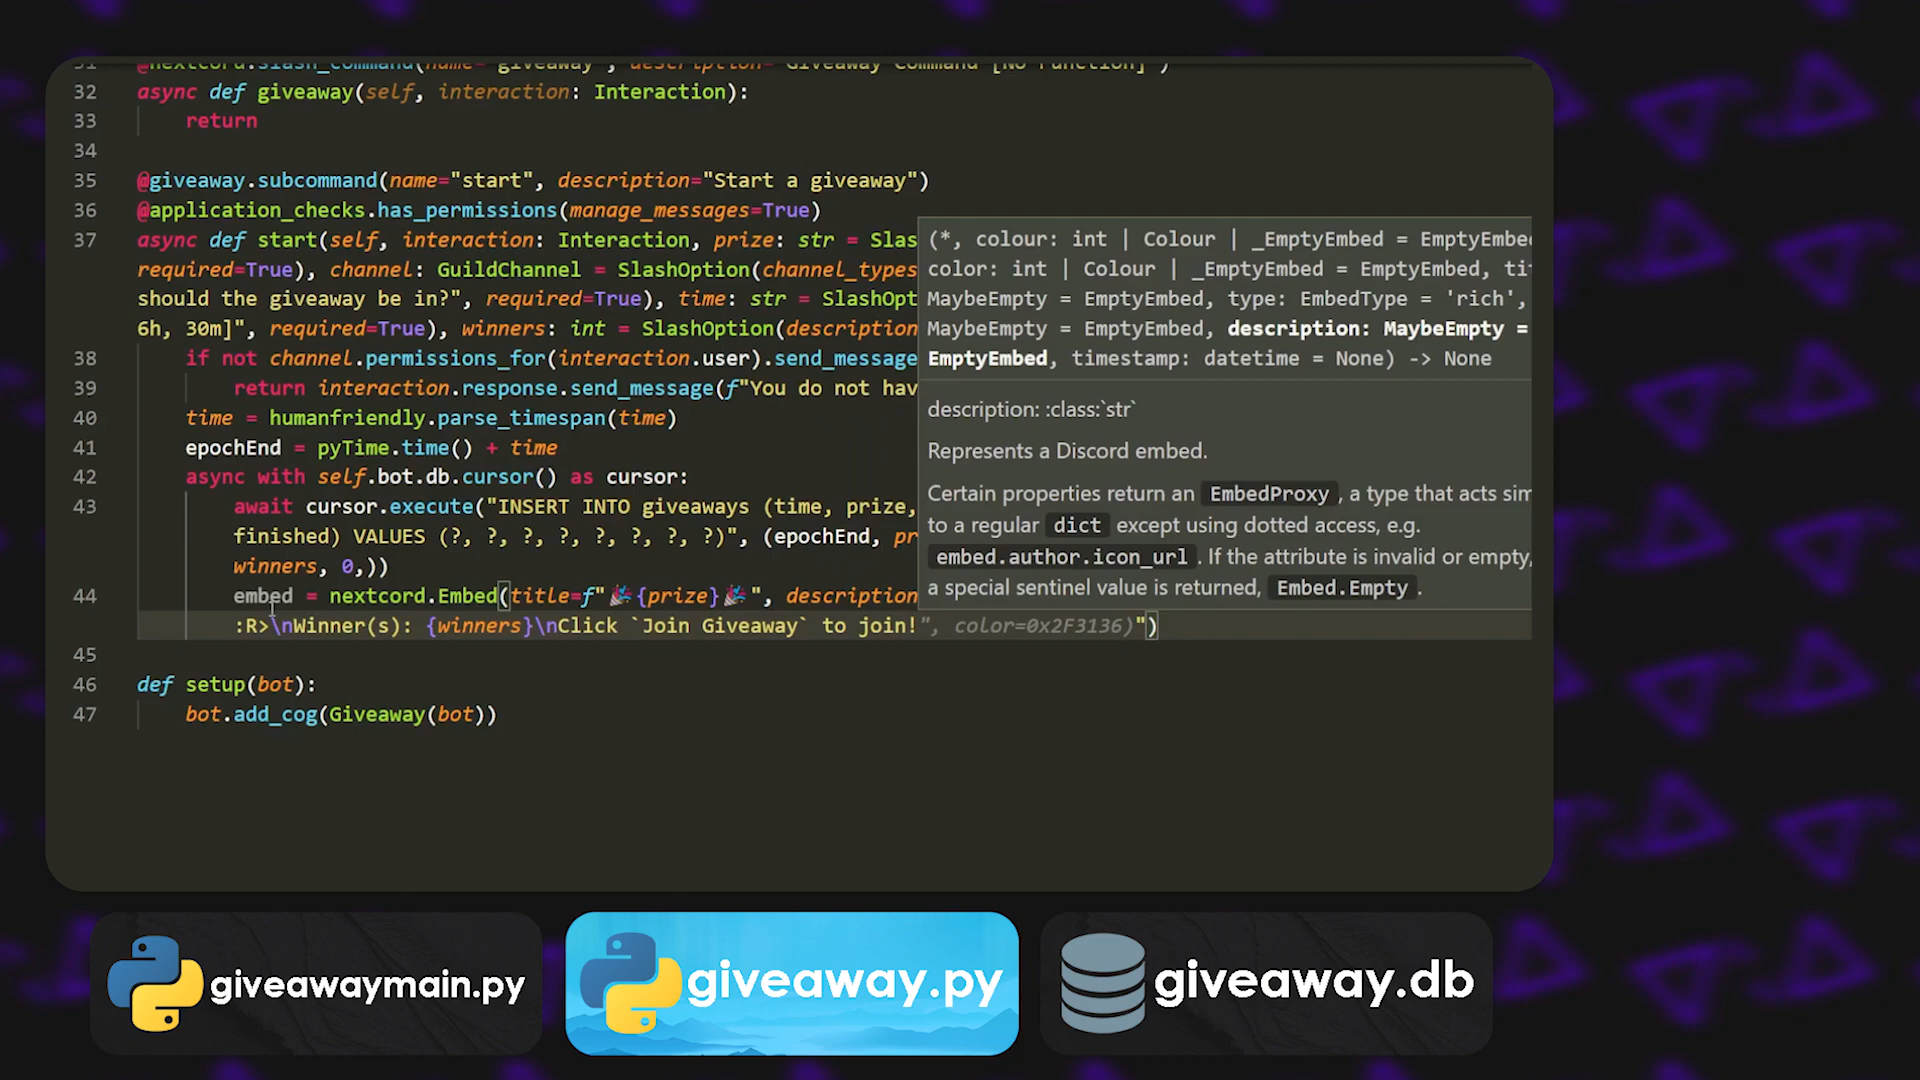 31 @nextcord.slash_command(name="giveaway", description="Giveaway Command [No Function]")
32 async def giveaway(self, interaction: Interaction):
33 return
34
35 @giveaway.subcommand(name="start", description="Start a giveaway")
36 @application_checks.has_permissions(manage_messages=True)
37 async def start(self, interaction: Interaction, prize: str = Slas
required=True), channel: GuildChannel = SlashOption(channel_types
should the giveaway be in?", required=True), time: str = SlashOpt
6h, 30m]", required=True), winners: int = SlashOption(description
38 if not channel.permissions_for(interaction.user).send_message
39 return interaction.response.send_message(f"You do not hav
40 time = humanfriendly.parse_timespan(time)
41 epochEnd = pyTime.time() + time
42 async with self.bot.db.cursor() as cursor:
43 await cursor.execute("INSERT INTO giveaways (time, prize,
finished) VALUES (?, ?, ?, ?, ?, ?, ?, ?)", (epochEnd, pr
winners, 0,))
44 embed = nextcord.Embed(title=f"🎉{prize}🎉", description
:R>\nWinner(s): {winners}\nClick `Join Giveaway` to join!", color=0x2F3136)")
45
46 def setup(bot):
47 bot.add_cog(Giveaway(bot))
(*, colour: int | Colour | _EmptyEmbed = EmptyEmbe
color: int | Colour | _EmptyEmbed = EmptyEmbed, ti
MaybeEmpty = EmptyEmbed, type: EmbedType = 'rich',
MaybeEmpty = EmptyEmbed, description: MaybeEmpty =
EmptyEmbed, timestamp: datetime = None) -> None
description: :class:`str`
Represents a Discord embed.
Certain properties return an EmbedProxy, a type that acts sim
to a regular dict except using dotted access, e.g.
embed.author.icon_url. If the attribute is invalid or empty,
a special sentinel value is returned, Embed.Empty.
giveawaymain.py
giveaway.py
giveaway.db